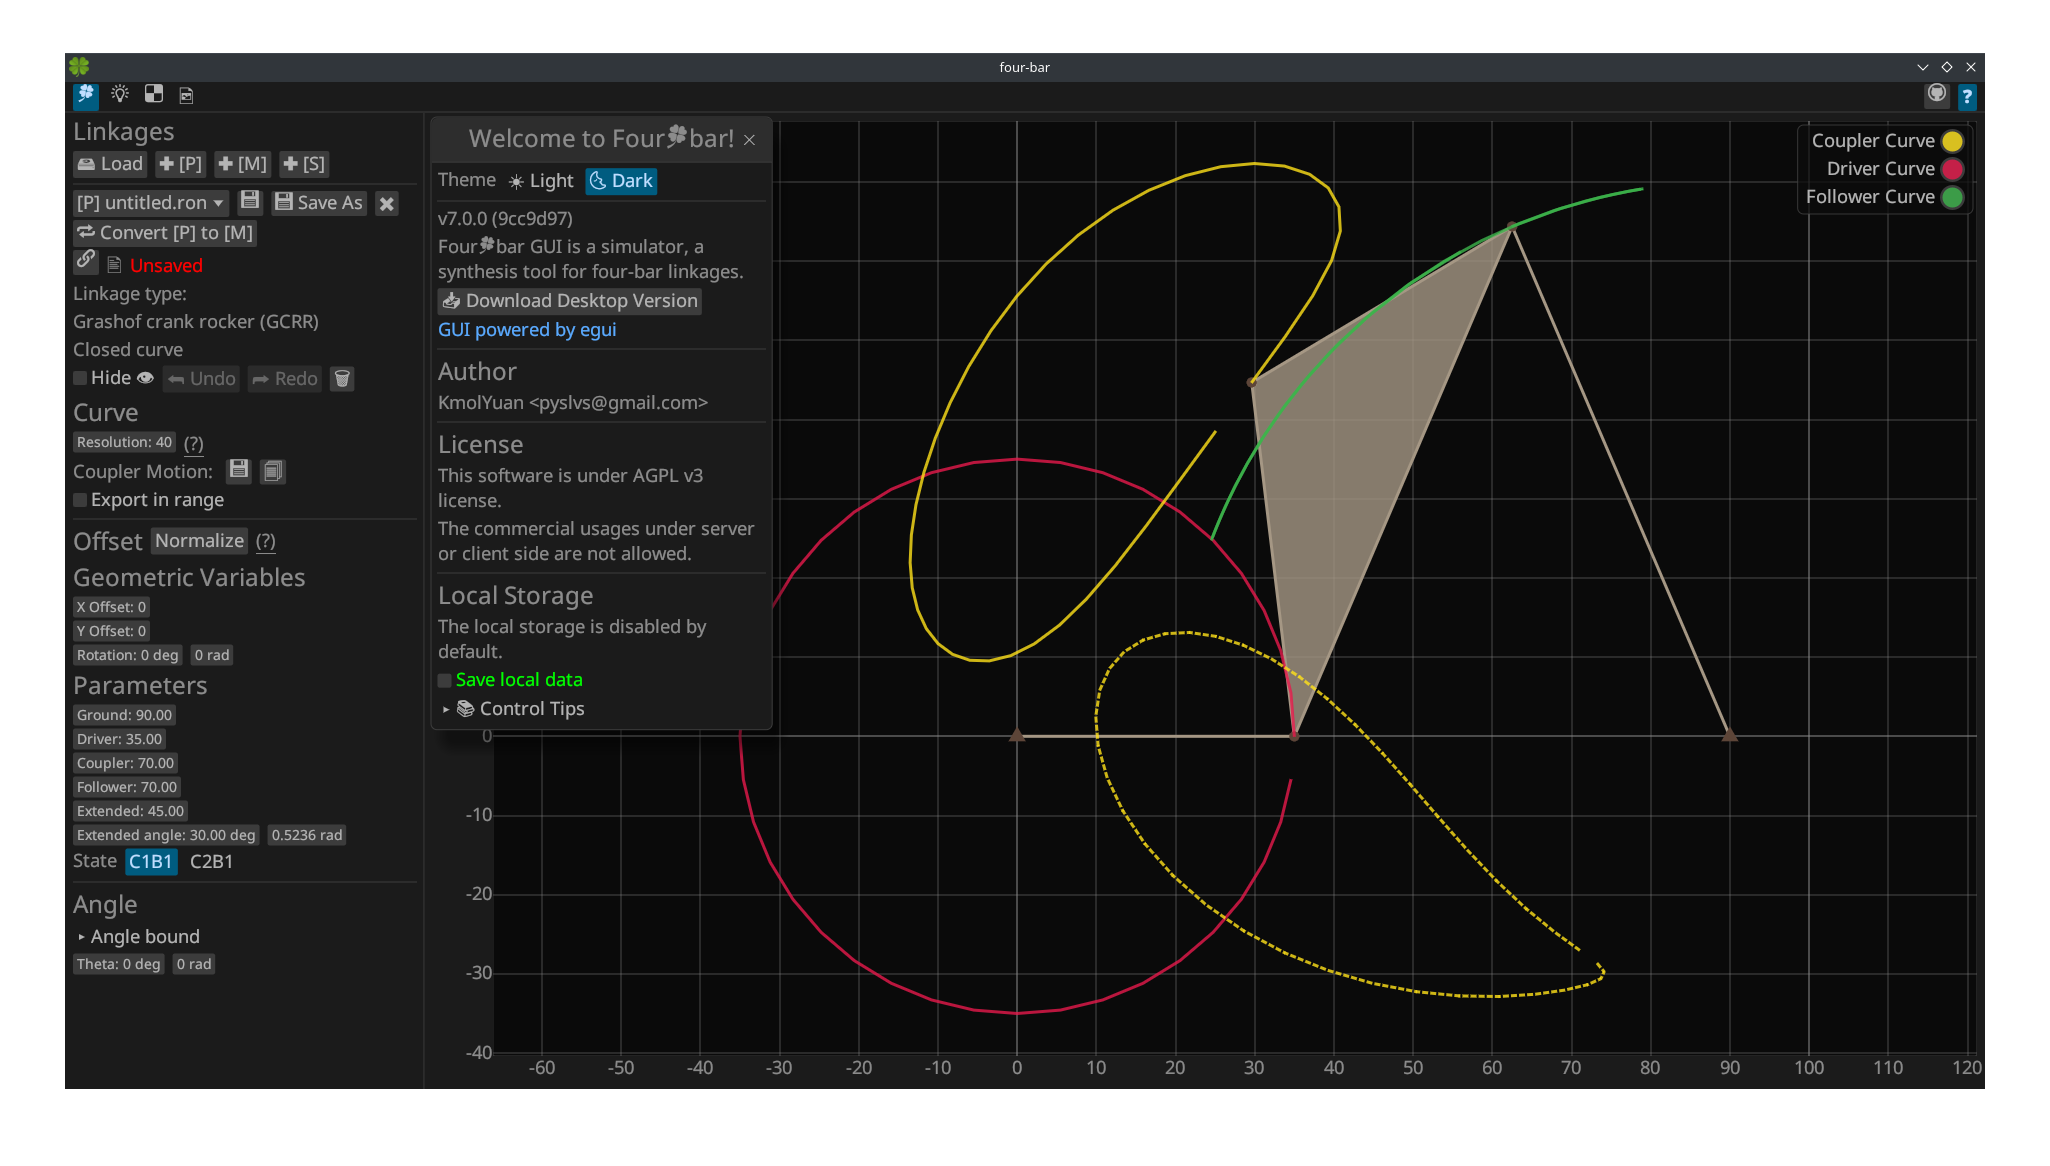 four-bar
Linkages
Load [P] [M] [S]
[P] untitled.ron Save As
Convert [P] to [M]
Unsaved
Linkage type:
Grashof crank rocker (GCRR)
Closed curve
Hide Undo Redo
Curve
Resolution: 40 (?)
Coupler Motion:
Export in range
Offset Normalize (?)
Geometric Variables
X Offset: 0
Y Offset: 0
Rotation: 0 deg 0 rad
Parameters
Ground: 90.00
Driver: 35.00
Coupler: 70.00
Follower: 70.00
Extended: 45.00
Extended angle: 30.00 deg 0.5236 rad
State C1B1 C2B1
Angle
Angle bound
Theta: 0 deg 0 rad
Welcome to Four🍀bar!
Theme Light Dark
v7.0.0 (9cc9d97)
Four🍀bar GUI is a simulator, a
synthesis tool for four-bar linkages.
Download Desktop Version
GUI powered by egui
Author
KmolYuan <pyslvs@gmail.com>
License
This software is under AGPL v3
license.
The commercial usages under server
or client side are not allowed.
Local Storage
The local storage is disabled by
default.
Save local data
Control Tips
?
Coupler Curve
Driver Curve
Follower Curve
0
-10
-20
-30
-40
-60 -50 -40 -30 -20 -10 0 10 20 30 40 50 60 70 80 90 100 110 120